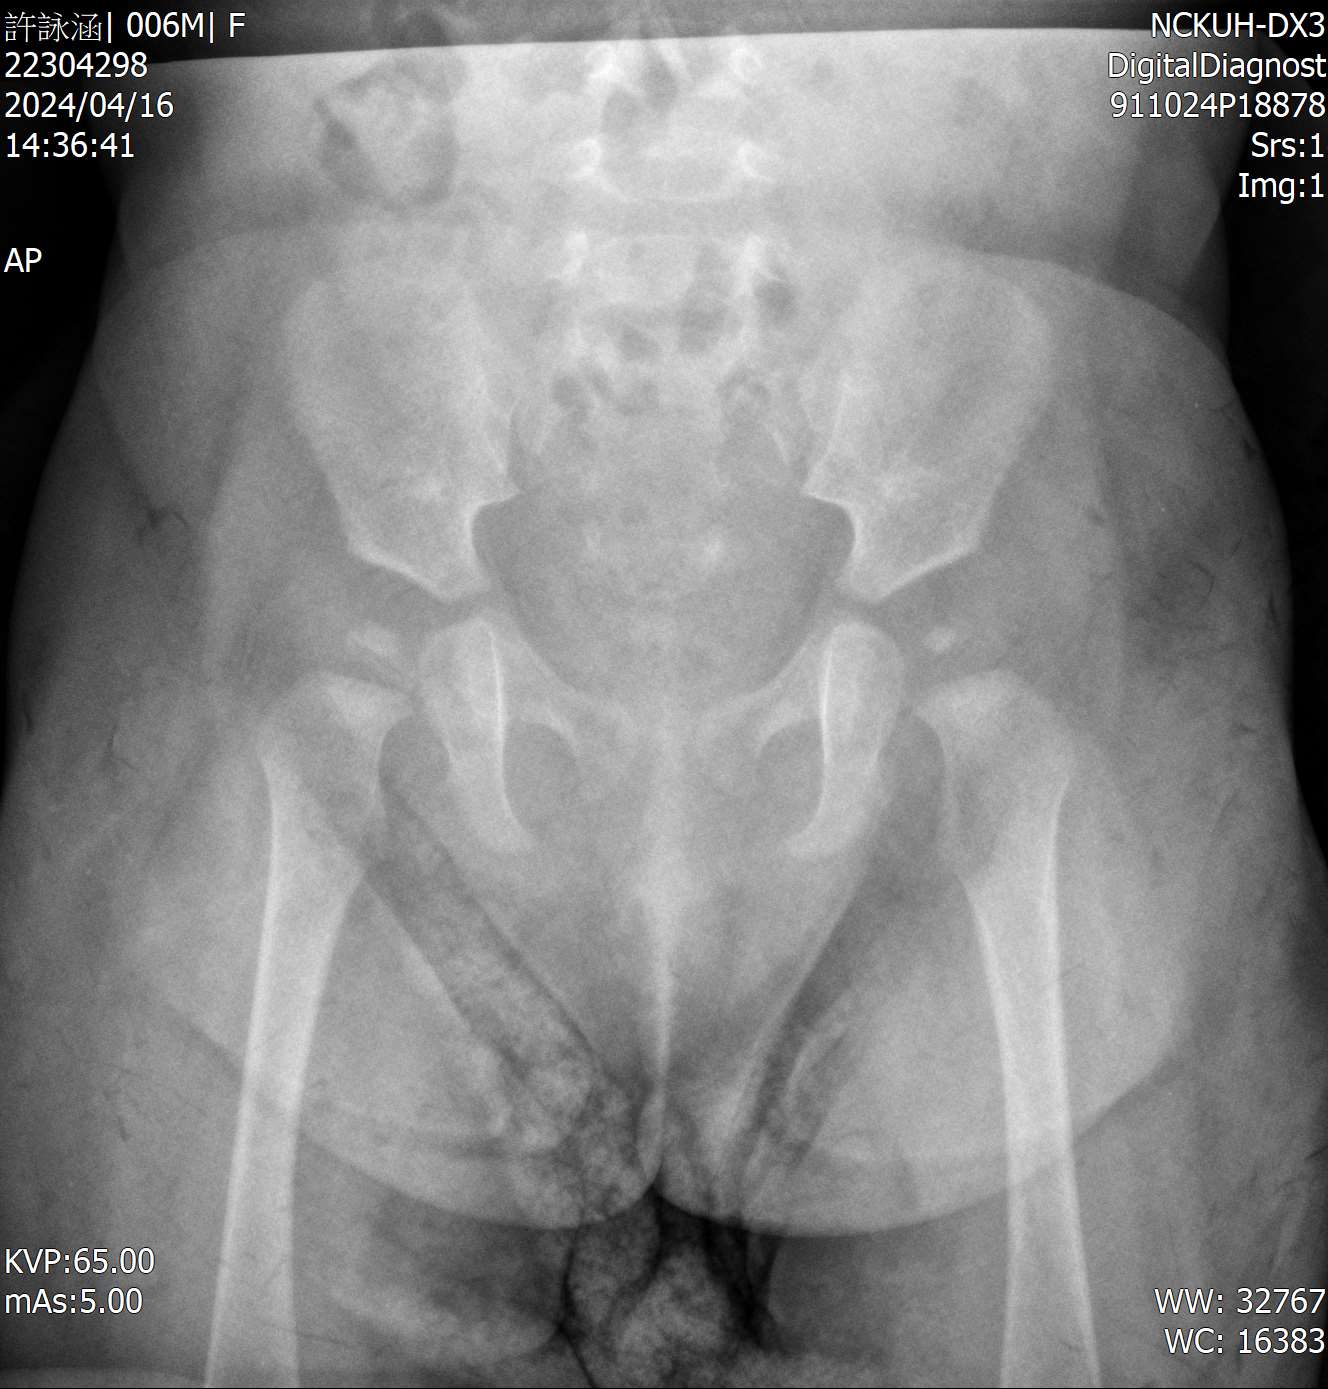 許詠涵| 006M| F
22304298
2024/04/16
14:36:41
AP
NCKUH-DX3
DigitalDiagnost
911024P18878
Srs:1
Img:1
KVP:65.00
mAs:5.00
WW: 32767
WC: 16383